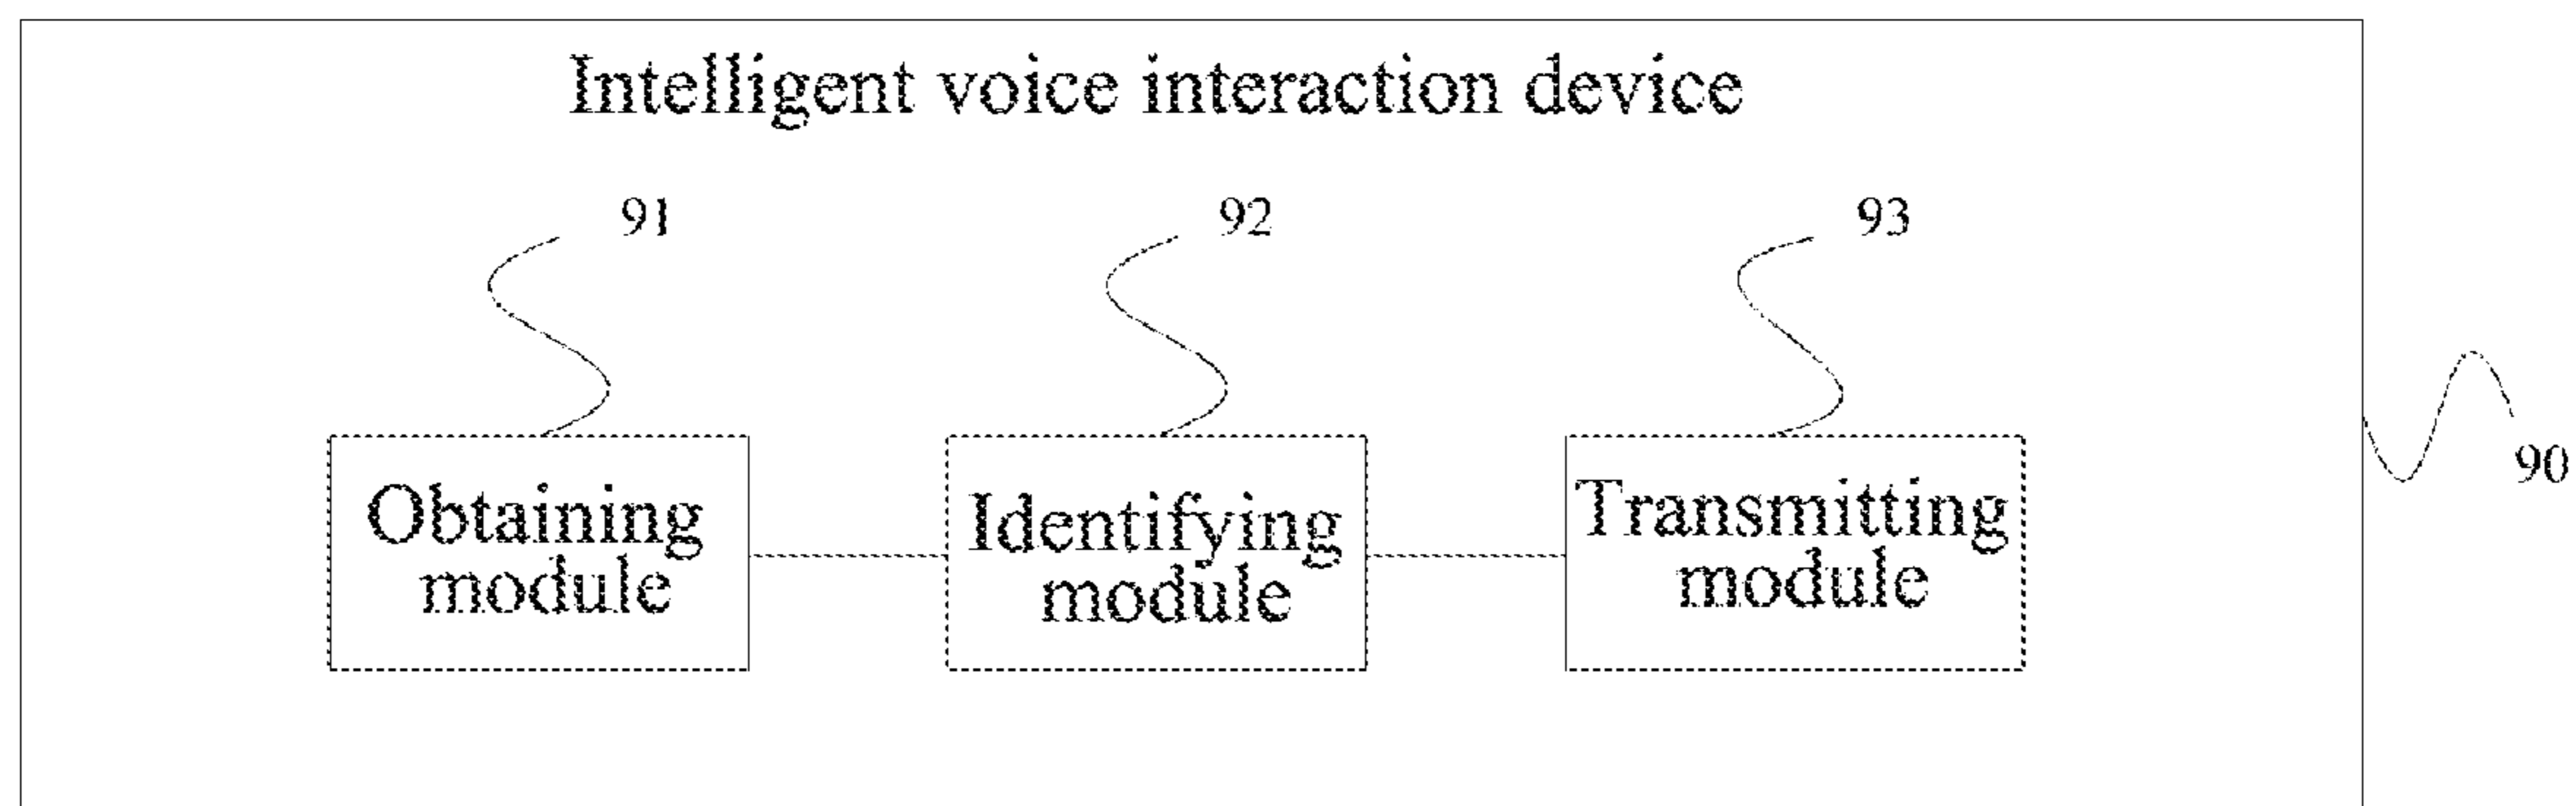 Intelligent voice interaction device
91
92
93
Obtaining
module
Identifying
module
Transmitting
module
90